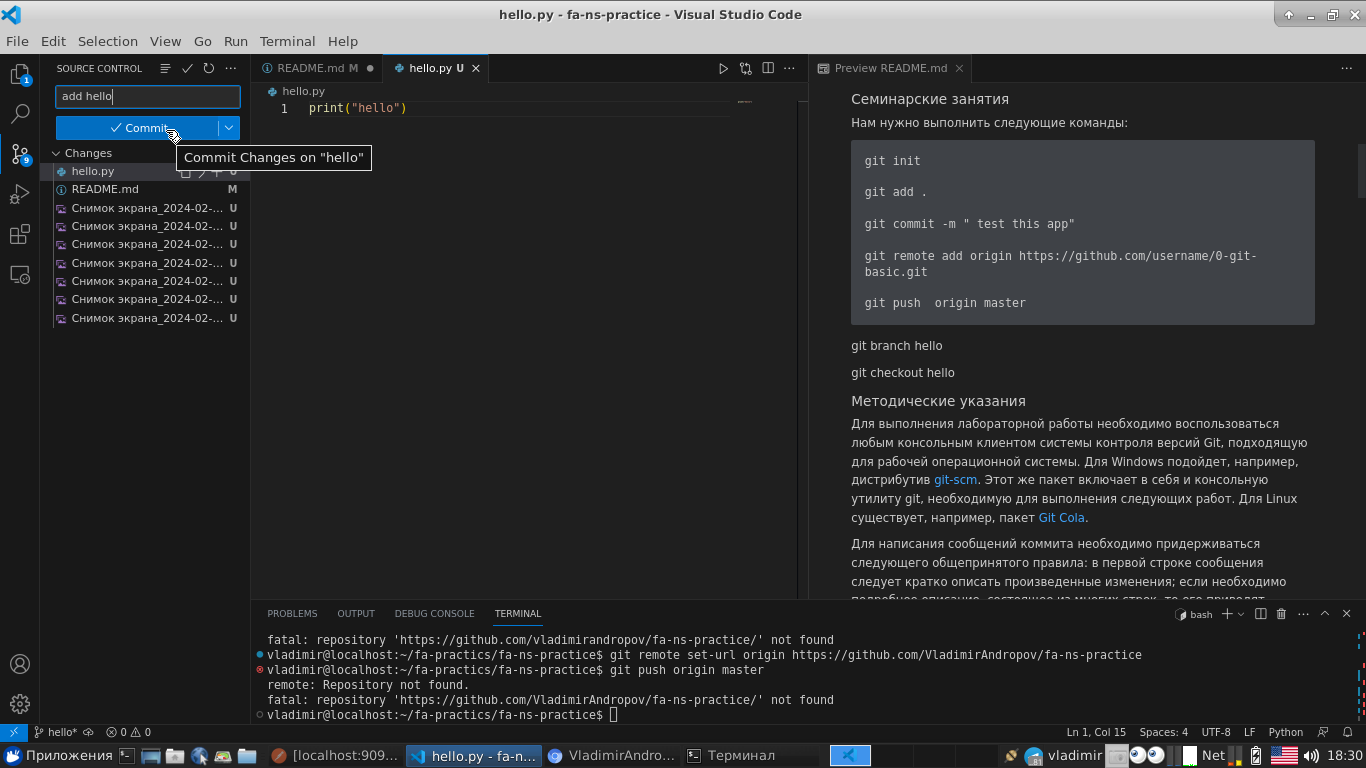 hello.py - fa-ns-practice - Visual Studio Code
File Edit Selection View Go Run Terminal Help
1
9
SOURCE CONTROL
add hello
Commit
Commit Changes on "hello"
Changes
hello.py U
README.md M
Снимок экрана_2024-02-... U
Снимок экрана_2024-02-... U
Снимок экрана_2024-02-... U
Снимок экрана_2024-02-... U
Снимок экрана_2024-02-... U
Снимок экрана_2024-02-... U
Снимок экрана_2024-02-... U
README.md M
hello.py U
hello.py
1 print("hello")
Preview README.md
Семинарские занятия
Нам нужно выполнить следующие команды:
git init
git add .
git commit -m " test this app"
git remote add origin https://github.com/username/0-git-
basic.git
git push origin master
git branch hello
git checkout hello
Методические указания
Для выполнения лабораторной работы необходимо воспользоваться
любым консольным клиентом системы контроля версий Git, подходящую
для рабочей операционной системы. Для Windows подойдет, например,
дистрибутив git-scm. Этот же пакет включает в себя и консольную
утилиту git, необходимую для выполнения следующих работ. Для Linux
существует, например, пакет Git Cola.
Для написания сообщений коммита необходимо придерживаться
следующего общепринятого правила: в первой строке сообщения
следует кратко описать произведенные изменения; если необходимо
PROBLEMS OUTPUT DEBUG CONSOLE TERMINAL
bash
fatal: repository 'https://github.com/vladimirandropov/fa-ns-practice/' not found
vladimir@localhost:~/fa-practics/fa-ns-practice$ git remote set-url origin https://github.com/VladimirAndropov/fa-ns-practice
vladimir@localhost:~/fa-practics/fa-ns-practice$ git push origin master
remote: Repository not found.
fatal: repository 'https://github.com/VladimirAndropov/fa-ns-practice/' not found
vladimir@localhost:~/fa-practics/fa-ns-practice$
hello* 0 0
Ln 1, Col 15 Spaces: 4 UTF-8 LF Python
Приложения
[localhost:909...
hello.py - fa-n...
VladimirAndro...
Терминал
81
vladimir
Net
18:30